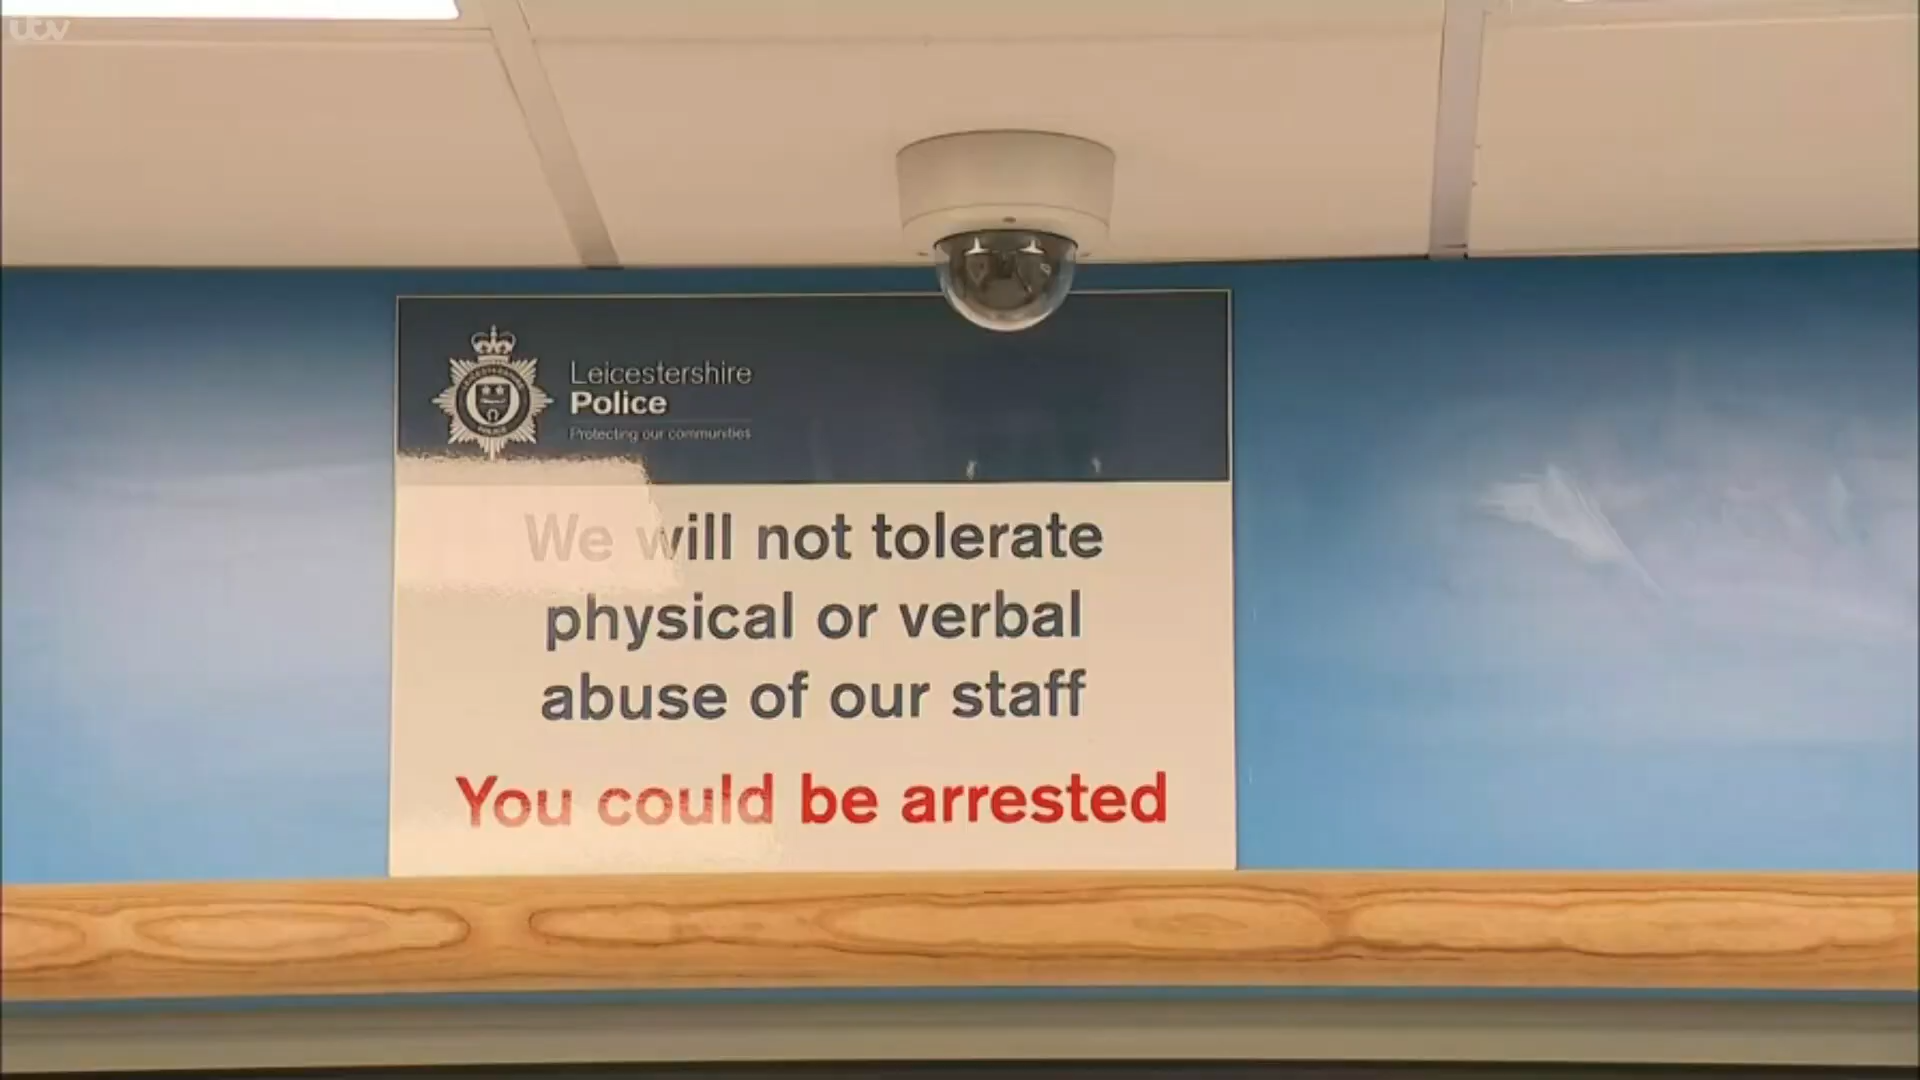 itv
Leicestershire
Police
Protecting our communities
We will not tolerate
physical or verbal
abuse of our staff
You could be arrested